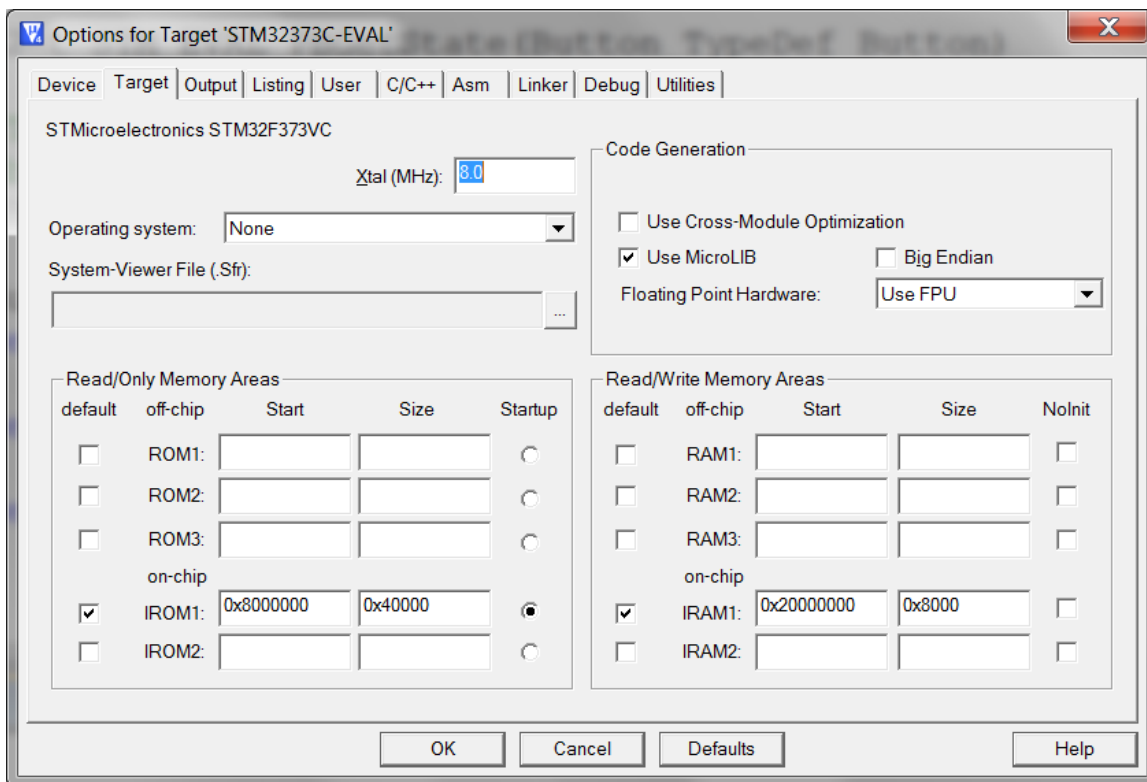 Options for Target 'STM32373C-EVAL'
State(Button TypeDef Button)
Device Target Output Listing User C/C++ Asm Linker Debug Utilities
STMicroelectronics STM32F373VC
Xtal (MHz): 8.0
Operating system: None
System-Viewer File (.Sfr):
...
Code Generation
Use Cross-Module Optimization
Use MicroLIB Big Endian
Floating Point Hardware: Use FPU
Read/Only Memory Areas
default off-chip Start Size Startup
ROM1:
ROM2:
ROM3:
on-chip
IROM1: 0x8000000 0x40000
IROM2:
Read/Write Memory Areas
default off-chip Start Size NoInit
RAM1:
RAM2:
RAM3:
on-chip
IRAM1: 0x20000000 0x8000
IRAM2:
OK Cancel Defaults Help